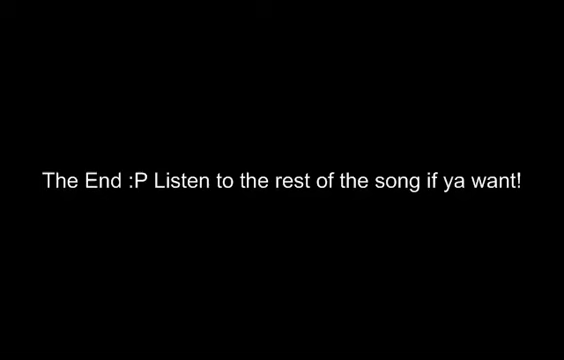 The End :P Listen to the rest of the song if ya want!